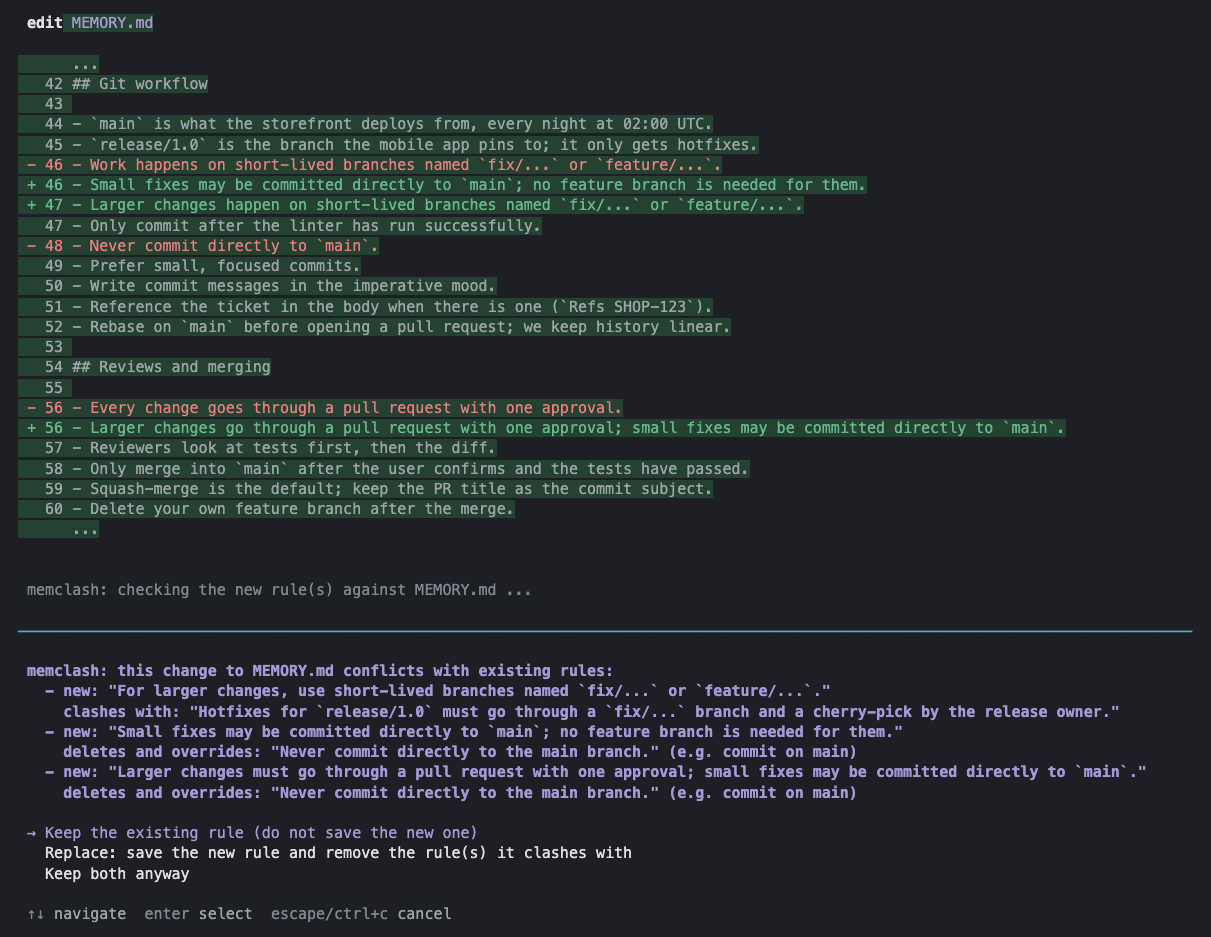 edit MEMORY.md
...
42 ## Git workflow
43
44 - `main` is what the storefront deploys from, every night at 02:00 UTC.
45 - `release/1.0` is the branch the mobile app pins to; it only gets hotfixes.
- 46 - Work happens on short-lived branches named `fix/...` or `feature/...`.
+ 46 - Small fixes may be committed directly to `main`; no feature branch is needed for them.
+ 47 - Larger changes happen on short-lived branches named `fix/...` or `feature/...`.
47 - Only commit after the linter has run successfully.
- 48 - Never commit directly to `main`.
49 - Prefer small, focused commits.
50 - Write commit messages in the imperative mood.
51 - Reference the ticket in the body when there is one (`Refs SHOP-123`).
52 - Rebase on `main` before opening a pull request; we keep history linear.
53
54 ## Reviews and merging
55
- 56 - Every change goes through a pull request with one approval.
+ 56 - Larger changes go through a pull request with one approval; small fixes may be committed directly to `main`.
57 - Reviewers look at tests first, then the diff.
58 - Only merge into `main` after the user confirms and the tests have passed.
59 - Squash-merge is the default; keep the PR title as the commit subject.
60 - Delete your own feature branch after the merge.
...
memclash: checking the new rule(s) against MEMORY.md ...
memclash: this change to MEMORY.md conflicts with existing rules:
- new: "For larger changes, use short-lived branches named `fix/...` or `feature/...`."
clashes with: "Hotfixes for `release/1.0` must go through a `fix/...` branch and a cherry-pick by the release owner."
- new: "Small fixes may be committed directly to `main`; no feature branch is needed for them."
deletes and overrides: "Never commit directly to the main branch." (e.g. commit on main)
- new: "Larger changes must go through a pull request with one approval; small fixes may be committed directly to `main`."
deletes and overrides: "Never commit directly to the main branch." (e.g. commit on main)
→ Keep the existing rule (do not save the new one)
Replace: save the new rule and remove the rule(s) it clashes with
Keep both anyway
↑↓ navigate enter select escape/ctrl+c cancel